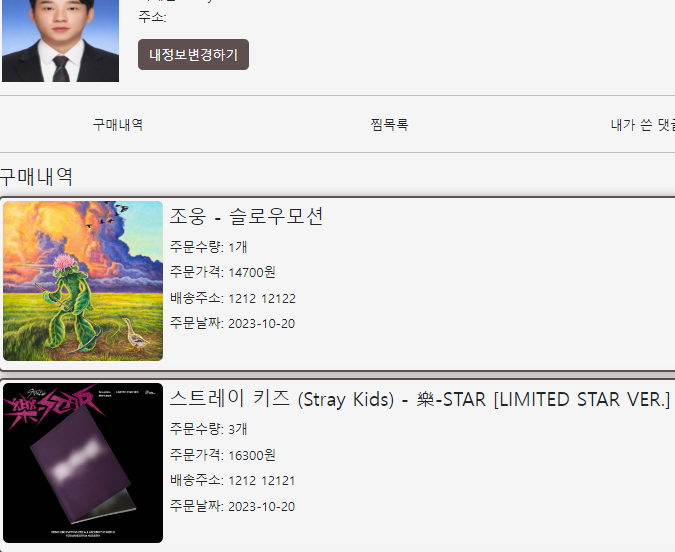 주소:
내정보변경하기
구매내역 찜목록 내가 쓴
구매내역
조웅 - 슬로우모션
주문수량: 1개
주문가격: 14700원
배송주소: 1212 12122
주문날짜: 2023-10-20
樂-STAR
스트레이 키즈 (Stray Kids) - 樂-STAR [LIMITED STAR VER.]
주문수량: 3개
주문가격: 16300원
배송주소: 1212 12121
주문날짜: 2023-10-20